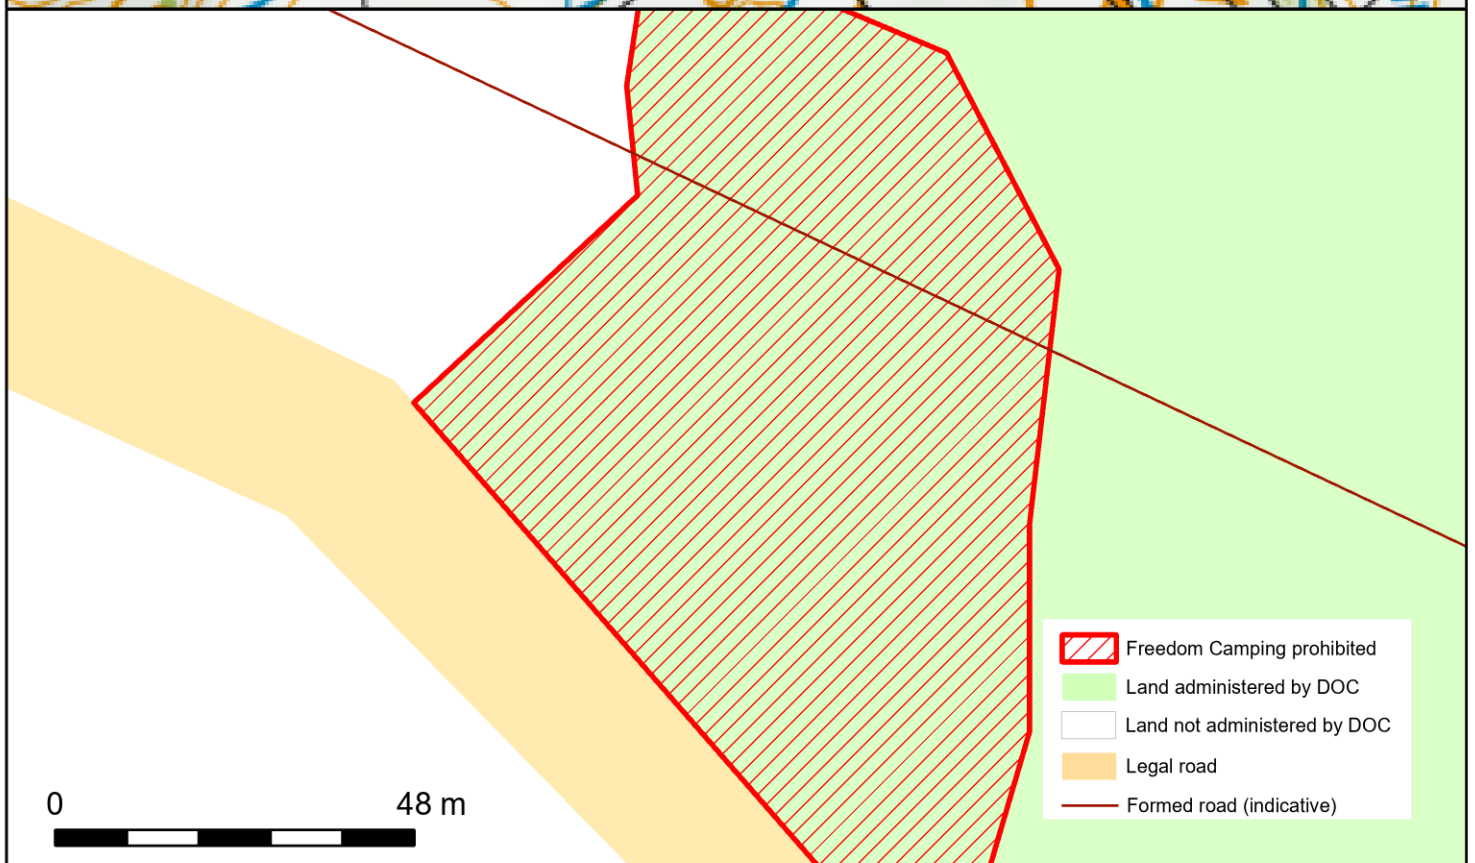 Freedom Camping prohibited
Land administered by DOC
Land not administered by DOC
Legal road
Formed road (indicative)
0 48 m